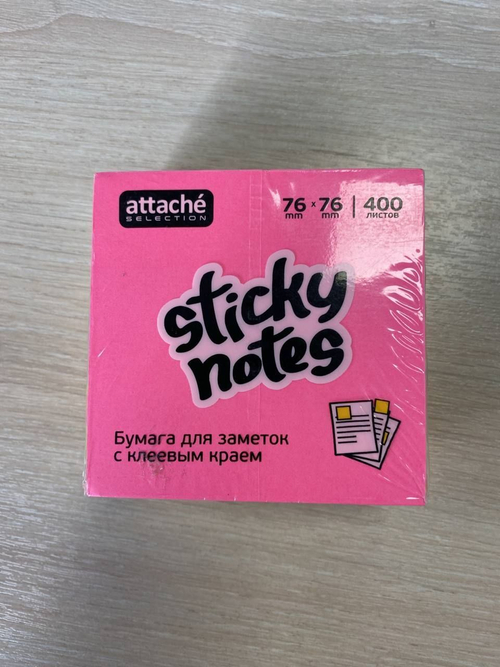 attaché
SELECTION
76 x 76 | 400
mm mm листов
sticky
notes
Бумага для заметок
с клеевым краем